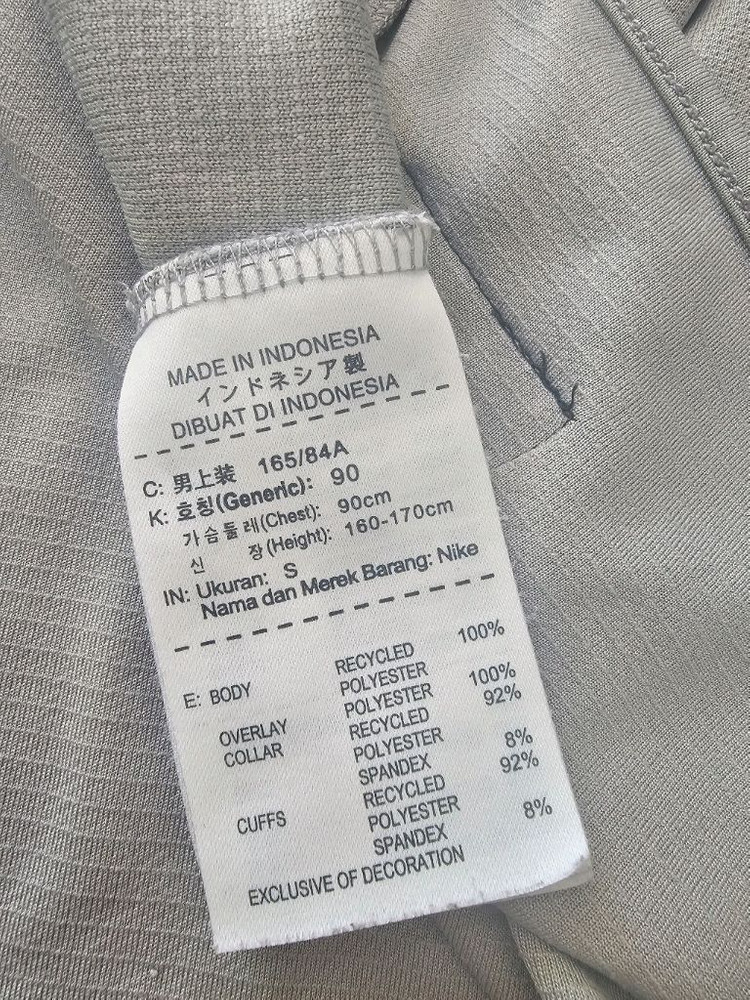 MADE IN INDONESIA
インドネシア製
DIBUAT DI INDONESIA
C: 男上装 165/84A
K: 호칭(Generic): 90
가슴둘레(Chest): 90cm
신 장(Height): 160-170cm
IN: Ukuran: S
Nama dan Merek Barang: Nike
E: BODY RECYCLED 100%
POLYESTER
OVERLAY POLYESTER 100%
COLLAR RECYCLED 92%
POLYESTER
SPANDEX 8%
CUFFS RECYCLED 92%
POLYESTER
SPANDEX 8%
EXCLUSIVE OF DECORATION